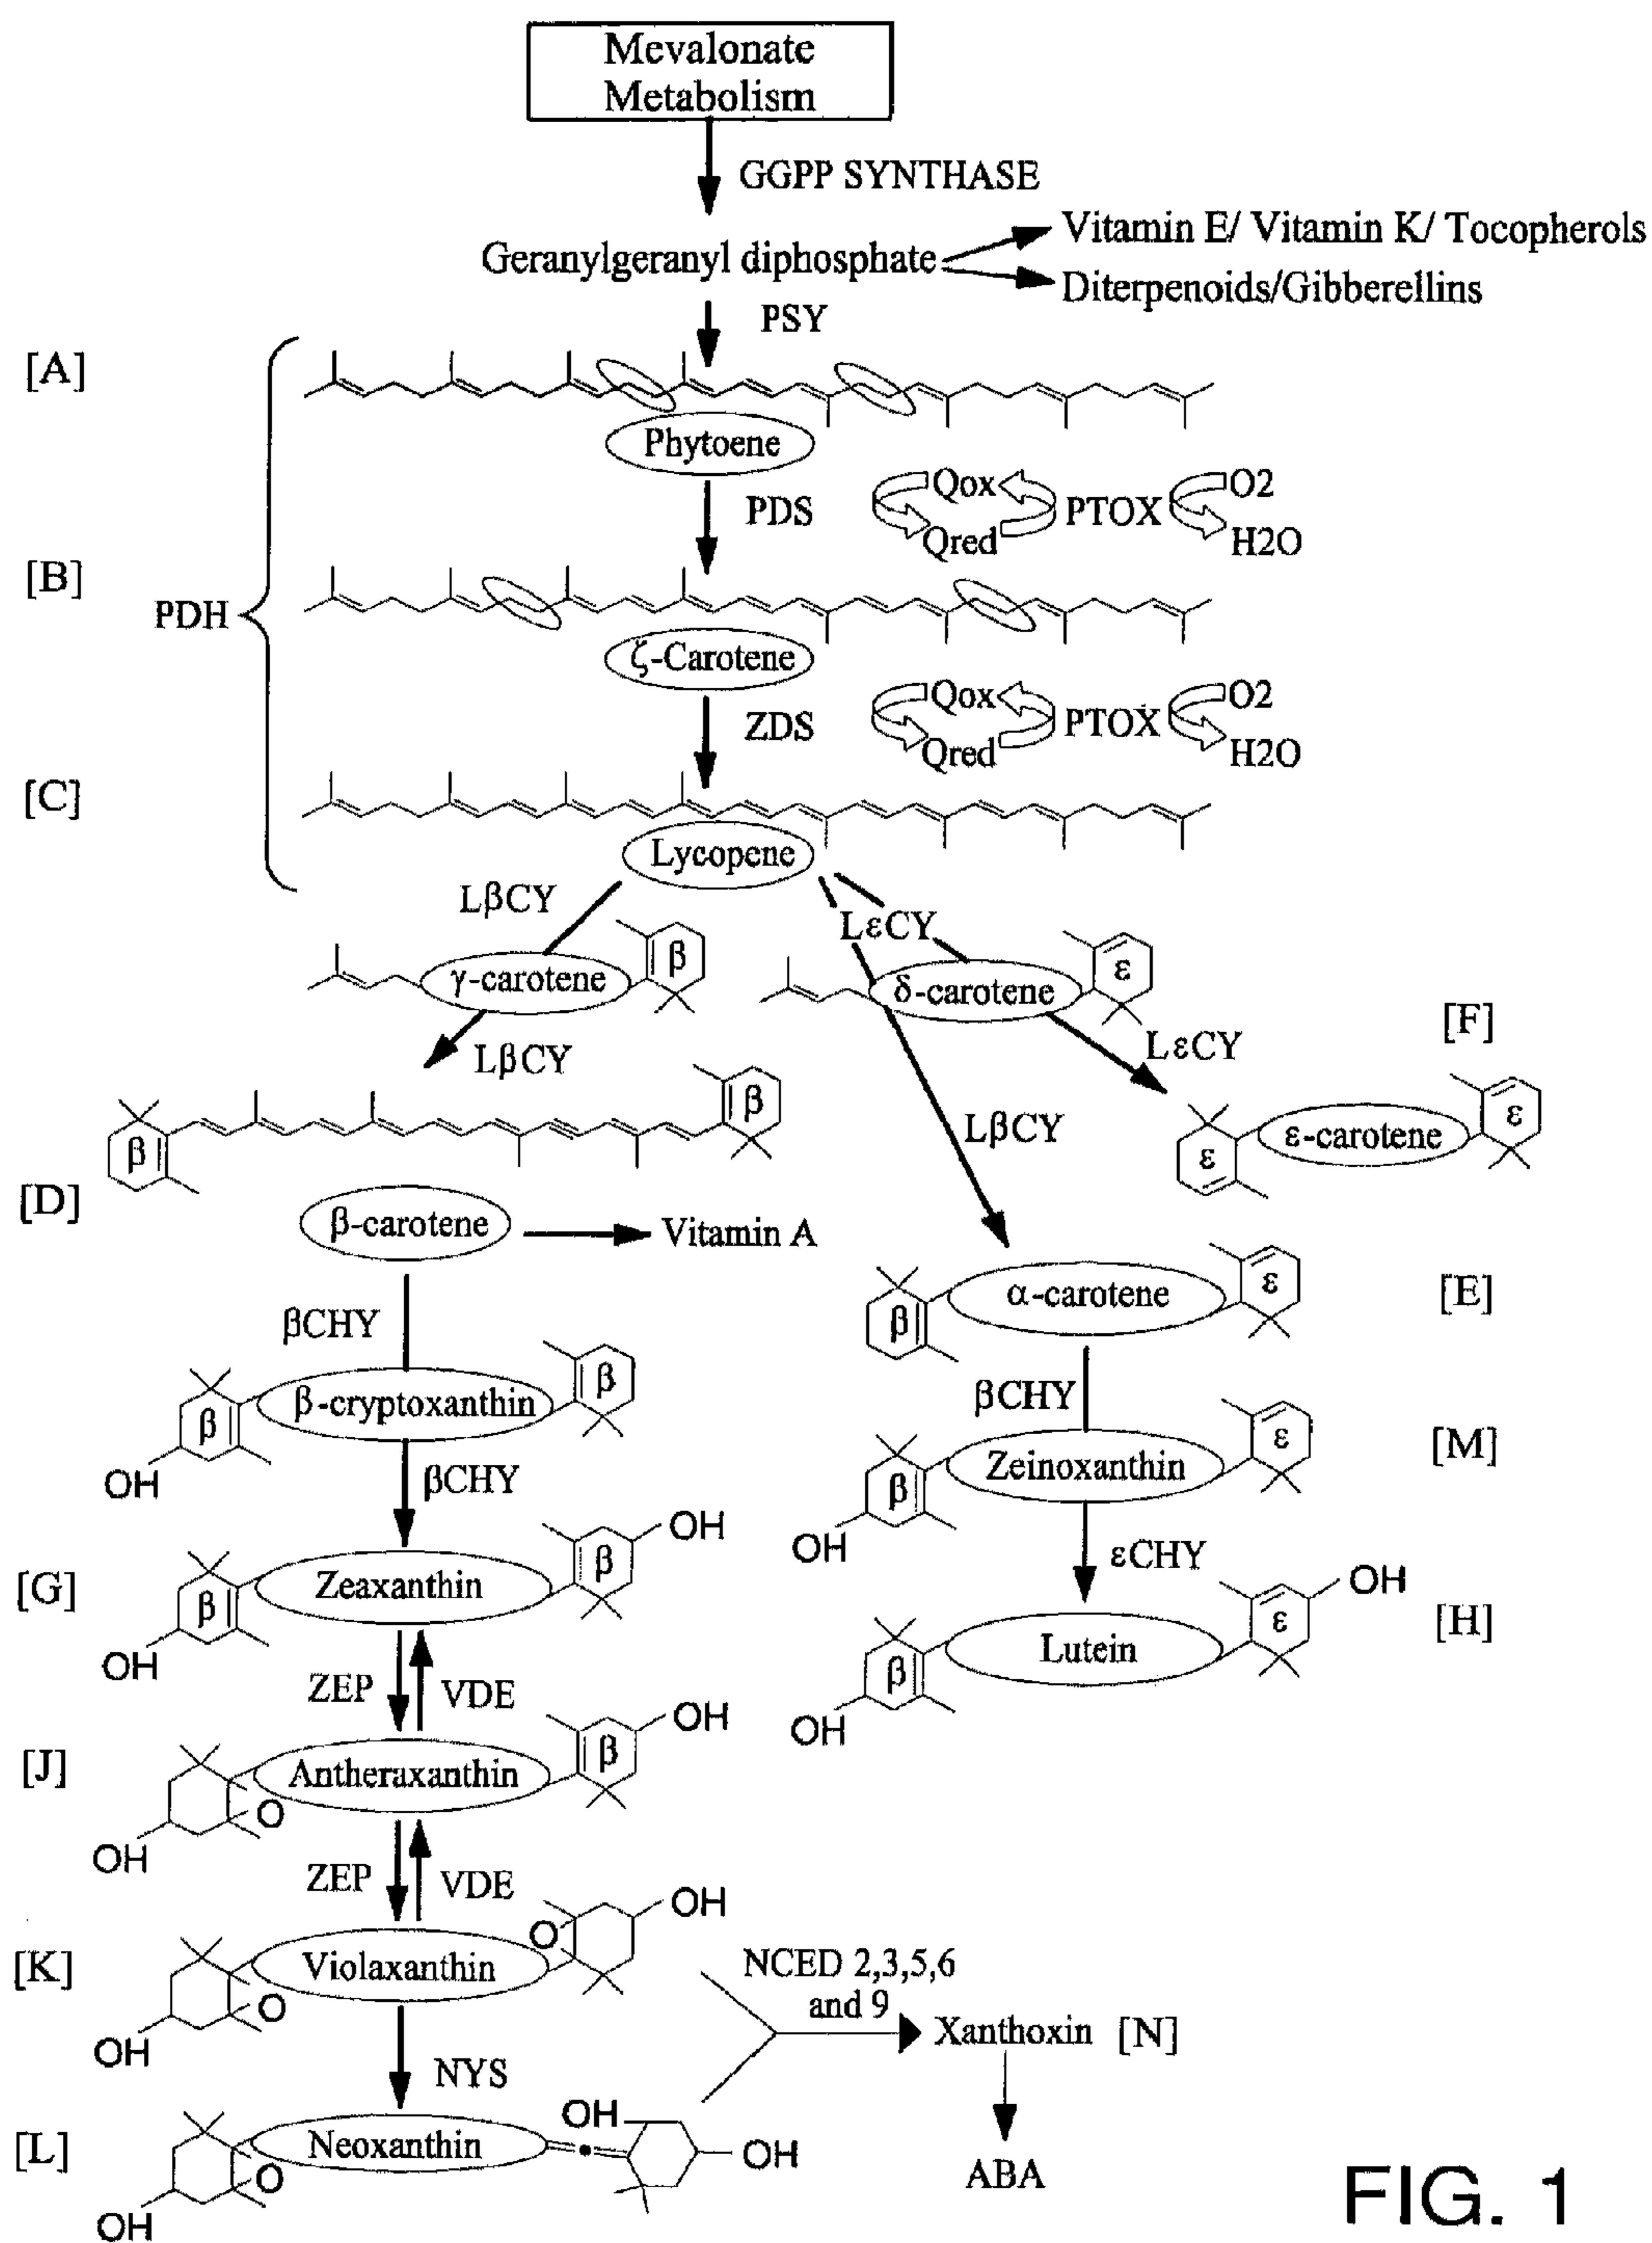 Mevalonate
Metabolism
GGPP SYNTHASE
Geranylgeranyl diphosphate
Vitamin E/ Vitamin K/ Tocopherols
Diterpenoids/Gibberellins
PSY
[A]
Phytoene
PDS
Qox
Qred
PTOX
O2
H2O
[B]
PDH
ζ-Carotene
ZDS
Qox
Qred
PTOX
O2
H2O
[C]
Lycopene
LβCY
LεCY
γ-carotene
β
δ-carotene
ε
LβCY
LεCY
[F]
β
β
LβCY
ε
ε-carotene
ε
[D]
β-carotene
Vitamin A
β
α-carotene
ε
[E]
βCHY
β
β-cryptoxanthin
β
OH
βCHY
βCHY
β
Zeinoxanthin
ε
OH
[M]
εCHY
[G]
β
Zeaxanthin
β
OH
OH
β
Lutein
ε
OH
OH
[H]
ZEP
VDE
[J]
O
Antheraxanthin
β
OH
OH
ZEP
VDE
[K]
O
Violaxanthin
O
OH
OH
NCED 2,3,5,6
and 9
Xanthoxin [N]
NYS
ABA
[L]
O
Neoxanthin
OH
OH
OH
FIG. 1